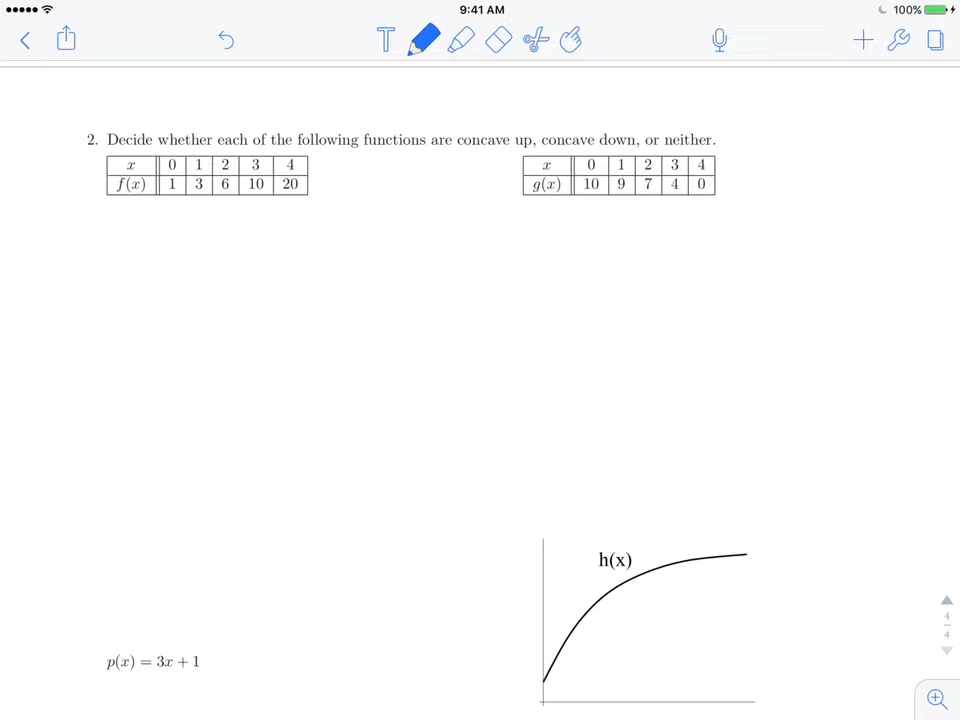 9:41 AM
100%
2. Decide whether each of the following functions are concave up, concave down, or neither.
x 0 1 2 3 4
f(x) 1 3 6 10 20
x 0 1 2 3 4
g(x) 10 9 7 4 0
h(x)
p(x) = 3x + 1
4
4